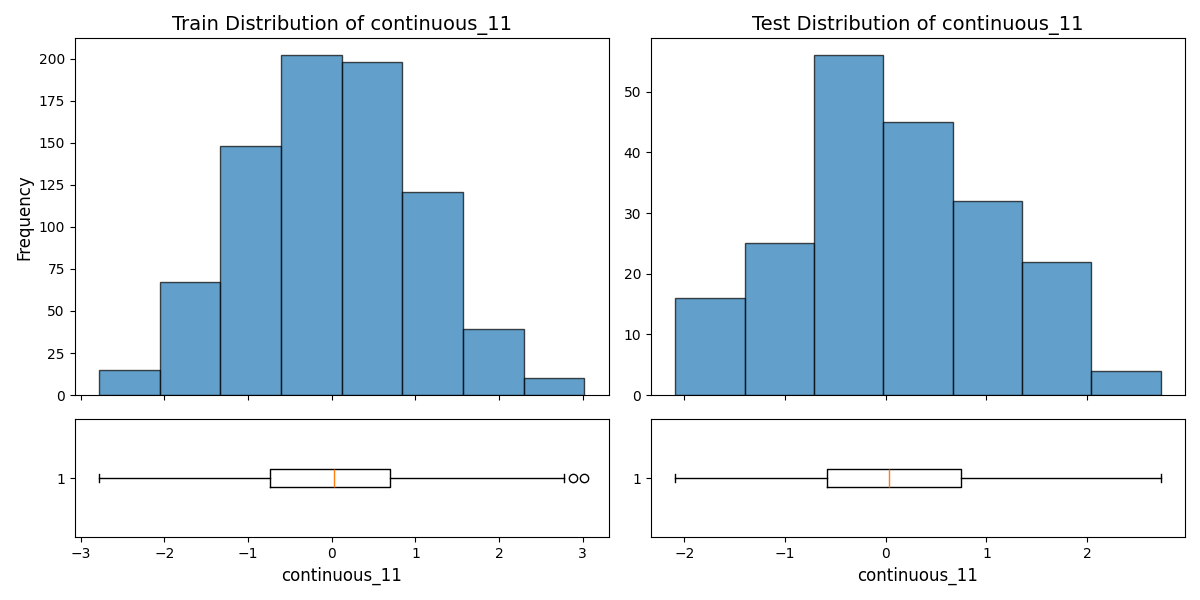 Train Distribution of continuous_11
Test Distribution of continuous_11
Frequency
200
175
150
125
100
75
50
25
0
50
40
30
20
10
0
1
−3 −2 −1 0 1 2 3
continuous_11
1
−2 −1 0 1 2
continuous_11